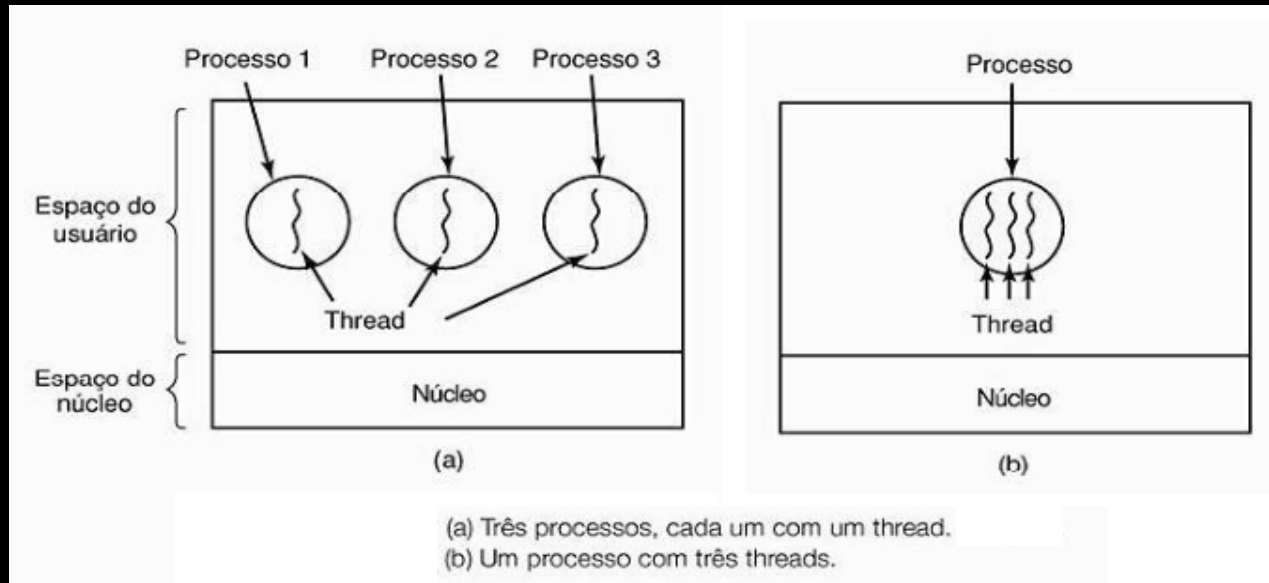 Processo 1
Processo 2
Processo 3
Espaço do
usuário
Thread
Espaço do
núcleo
Núcleo
(a)
Processo
Thread
Núcleo
(b)
(a) Três processos, cada um com um thread.
(b) Um processo com três threads.